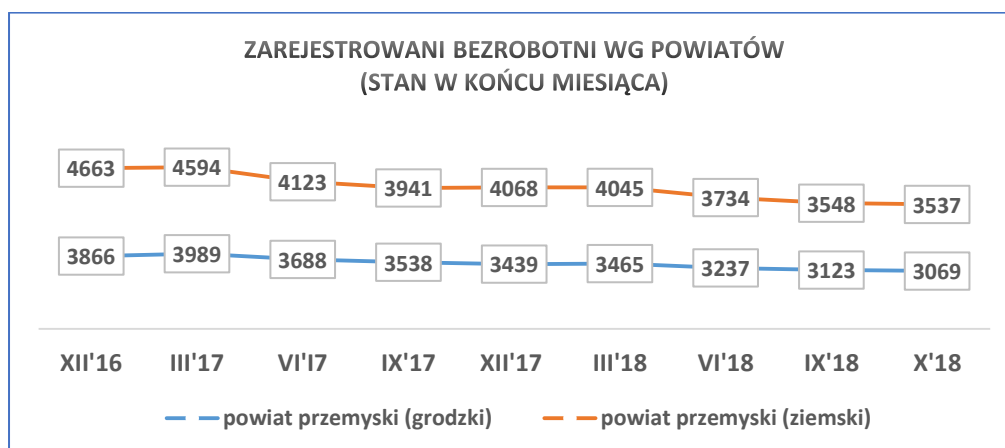 ZAREJESTROWANI BEZROBOTNI WG POWIATÓW
(STAN W KOŃCU MIESIĄCA)
4663 4594 4123 3941 4068 4045 3734 3548 3537
3866 3989 3688 3538 3439 3465 3237 3123 3069
XII'16 III'17 VI'I7 IX'17 XII'17 III'18 VI'18 IX'18 X'18
powiat przemyski (grodzki) powiat przemyski (ziemski)